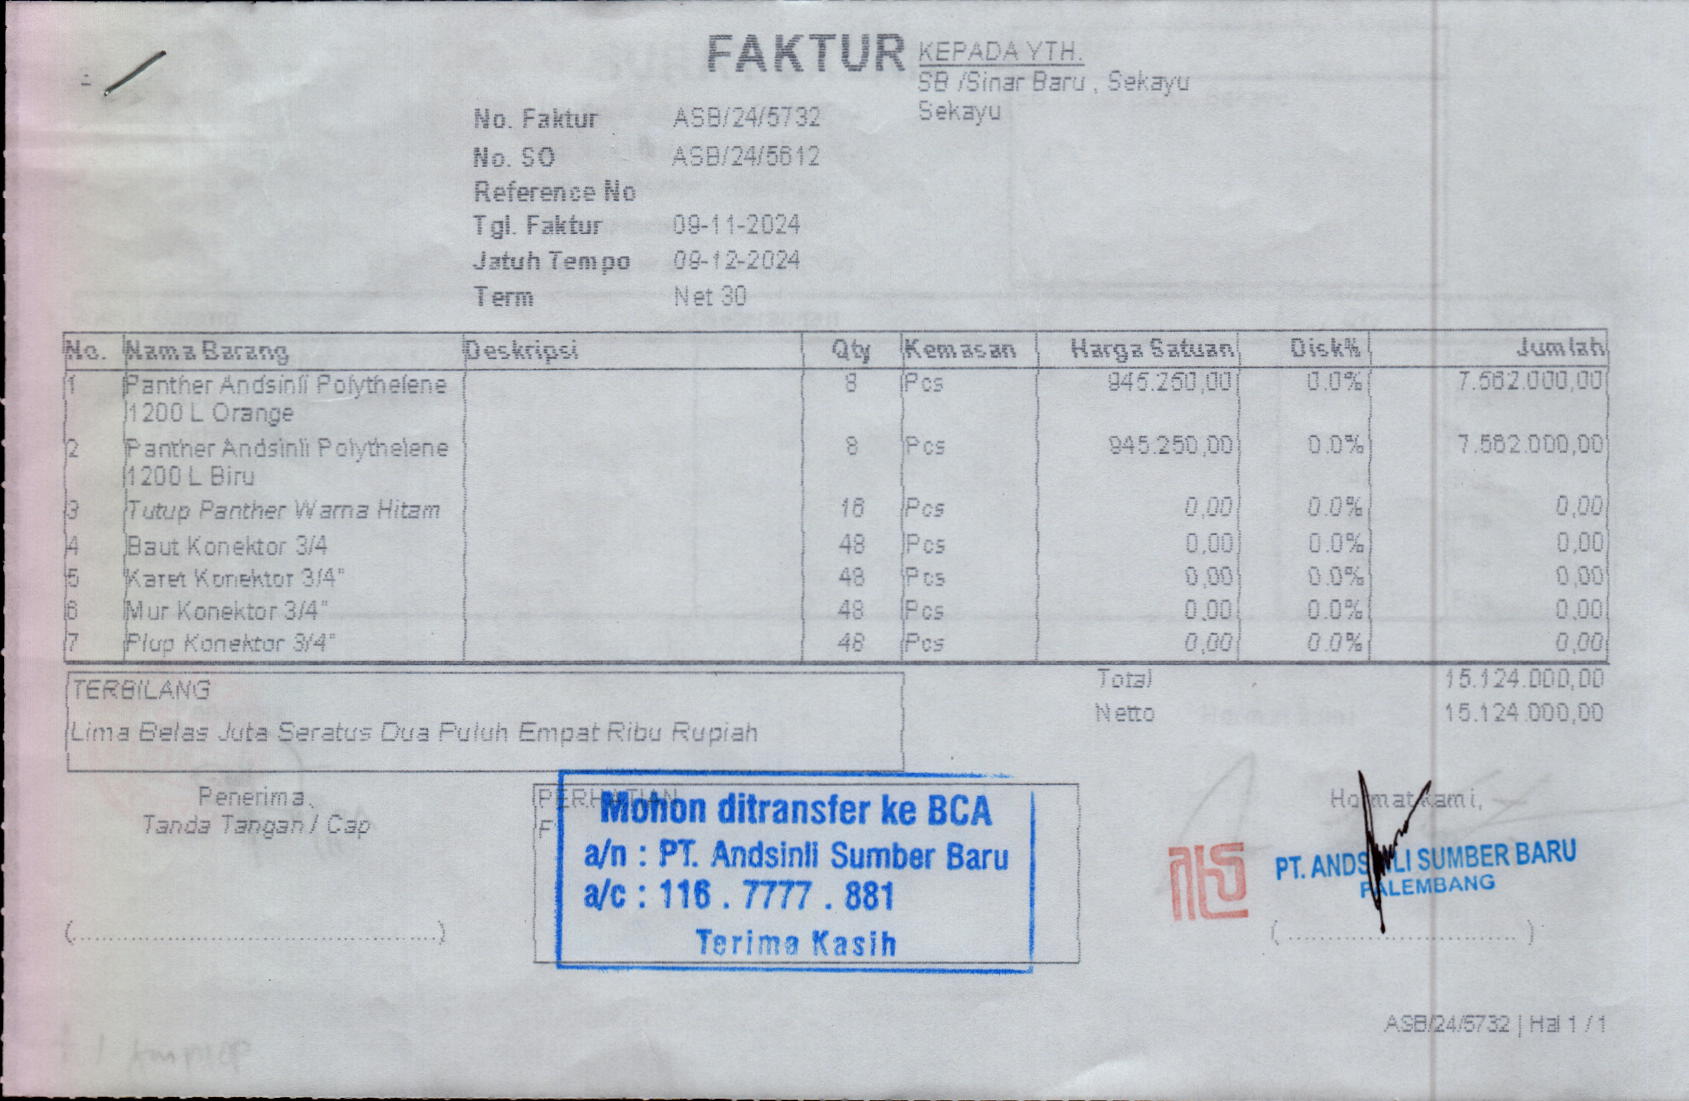 FAKTUR
KEPADA YTH.
SB /Sinar Baru , Sekayu
Sekayu
No. Faktur ASB/24/5732
No. SO ASB/24/5612
Reference No
Tgl. Faktur 09-11-2024
Jatuh Tempo 09-12-2024
Term Net 30
No. Nama Barang Deskripsi Qty Kemasan Harga Satuan Disk% Jumlah
1 Panther Andsinli Polythelene 8 Pcs 945.250,00 0.0% 7.562.000,00
1200 L Orange
2 Panther Andsinli Polythelene 8 Pcs 945.250,00 0.0% 7.562.000,00
1200 L Biru
3 Tutup Panther Warna Hitam 16 Pcs 0,00 0.0% 0,00
4 Baut Konektor 3/4 48 Pcs 0,00 0.0% 0,00
5 Karet Konektor 3/4" 48 Pcs 0,00 0.0% 0,00
6 Mur Konektor 3/4" 48 Pcs 0,00 0.0% 0,00
7 Plup Konektor 3/4" 48 Pcs 0,00 0.0% 0,00
Total 15.124.000,00
Netto 15.124.000,00
TERBILANG
Lima Belas Juta Seratus Dua Puluh Empat Ribu Rupiah
Penerima,
Tanda Tangan / Cap
(.......................................)
PERHATIAN
Mohon ditransfer ke BCA
a/n : PT. Andsinli Sumber Baru
a/c : 116 . 7777 . 881
Terima Kasih
Hormat Kami,
PT. ANDSINLI SUMBER BARU
PALEMBANG
(............................)
ASB/24/5732 | Hal 1 / 1